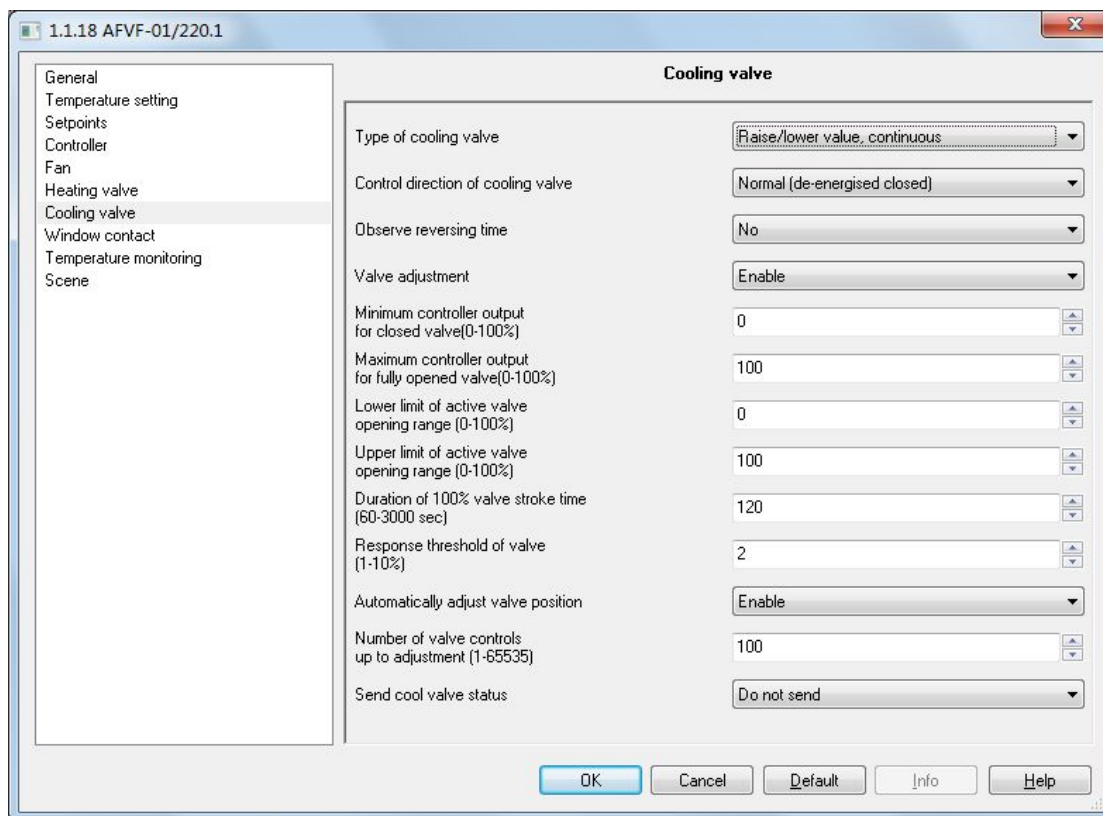 1.1.18 AFVF-01/220.1
General
Temperature setting
Setpoints
Controller
Fan
Heating valve
Cooling valve
Window contact
Temperature monitoring
Scene
Cooling valve
Type of cooling valve
Raise/lower value, continuous
Control direction of cooling valve
Normal (de-energised closed)
Observe reversing time
No
Valve adjustment
Enable
Minimum controller output
for closed valve(0-100%)
0
Maximum controller output
for fully opened valve(0-100%)
100
Lower limit of active valve
opening range (0-100%)
0
Upper limit of active valve
opening range (0-100%)
100
Duration of 100% valve stroke time
(60-3000 sec)
120
Response threshold of valve
(1-10%)
2
Automatically adjust valve position
Enable
Number of valve controls
up to adjustment (1-65535)
100
Send cool valve status
Do not send
OK
Cancel
Default
Info
Help